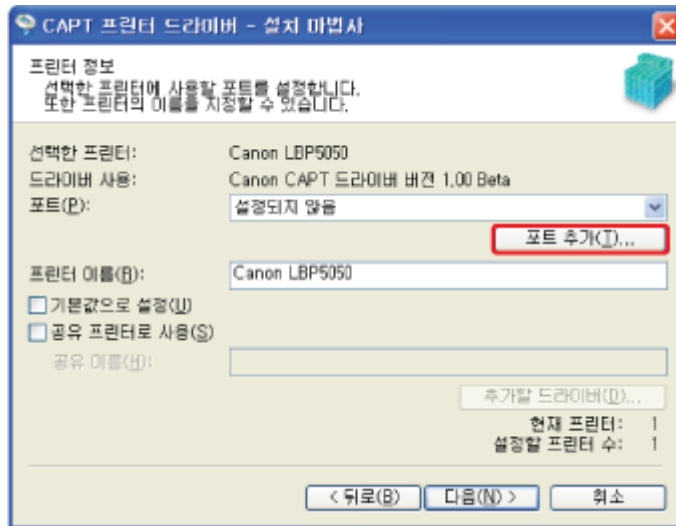 CAPT 프린터 드라이버 - 설치 마법사
프린터 정보
선택한 프린터에 사용할 포트를 설정합니다.
또한 프린터의 이름을 지정할 수 있습니다.
선택한 프린터: Canon LBP5050
드라이버 사용: Canon CAPT 드라이버 버전 1.00 Beta
포트(P): 설정되지 않음
포트 추가(T)...
프린터 이름(R): Canon LBP5050
기본값으로 설정(U)
공유 프린터로 사용(S)
공유 이름(H):
추가할 드라이버(D)...
현재 프린터: 1
설정할 프린터 수: 1
< 뒤로(B) 다음(N) > 취소